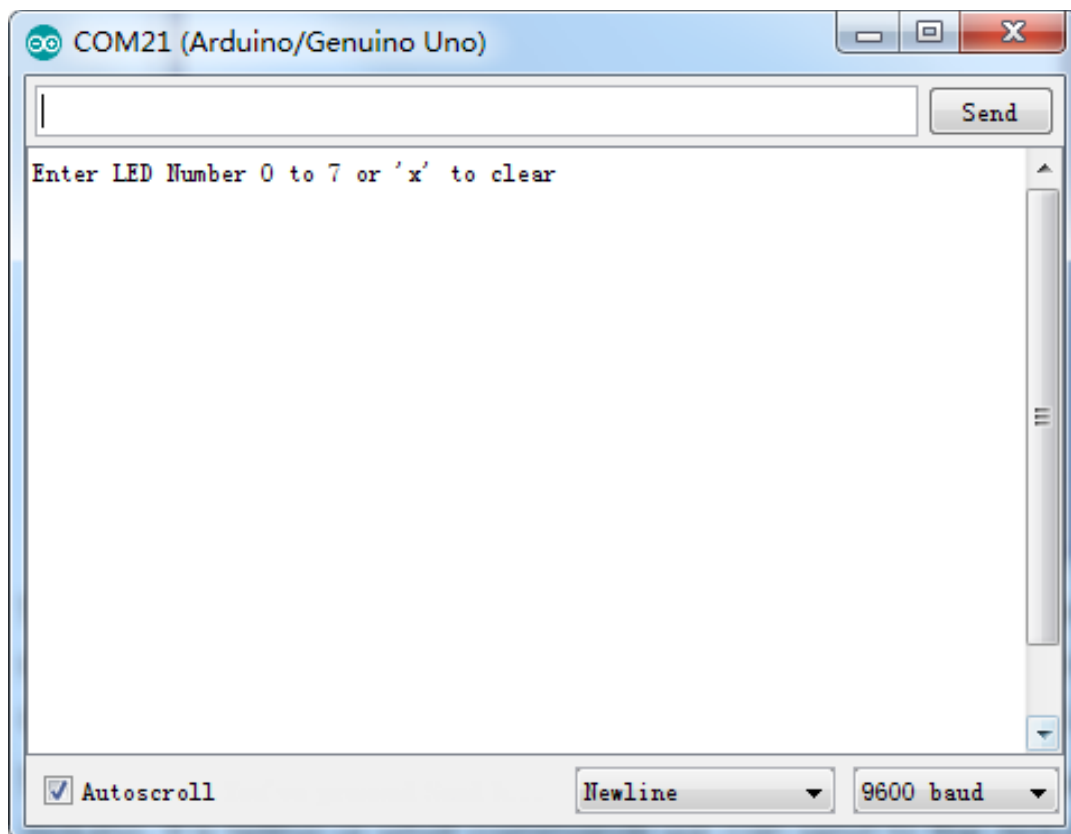 COM21 (Arduino/Genuino Uno)
Send
Enter LED Number 0 to 7 or 'x' to clear
Autoscroll
Newline
9600 baud